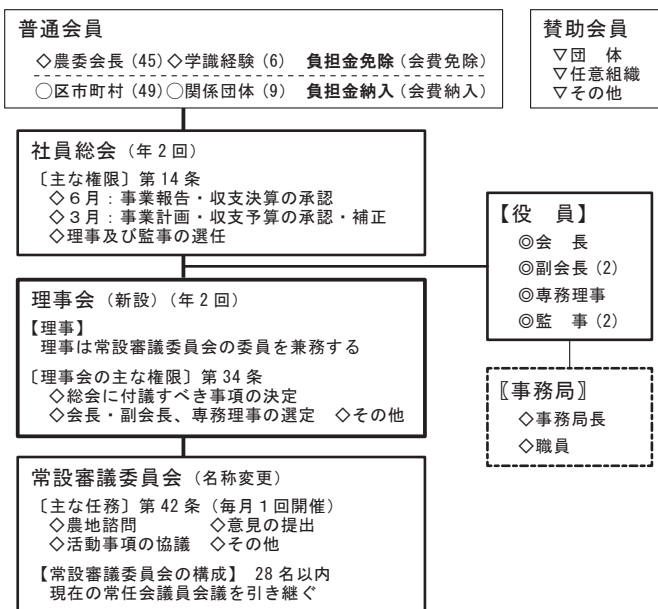 普通会員
◇農委会長(45)◇学識経験(6) 負担金免除(会費免除)
○区市町村(49)○関係団体(9) 負担金納入(会費納入)
賛助会員
▽団　体
▽任意組織
▽その他
社員総会（年２回）
〔主な権限〕第14条
◇６月：事業報告・収支決算の承認
◇３月：事業計画・収支予算の承認・補正
◇理事及び監事の選任
【役　員】
◎会　長
◎副会長(2)
◎専務理事
◎監　事(2)
理事会（新設）（年２回）
【理事】
理事は常設審議委員会の委員を兼務する
〔理事会の主な権限〕第34条
◇総会に付議すべき事項の決定
◇会長・副会長、専務理事の選定　◇その他
〖事務局〗
◇事務局長
◇職員
常設審議委員会（名称変更）
〔主な任務〕第42条（毎月１回開催）
◇農地諮問　◇意見の提出
◇活動事項の協議　◇その他
【常設審議委員会の構成】 28名以内
現在の常任会議員会議を引き継ぐ